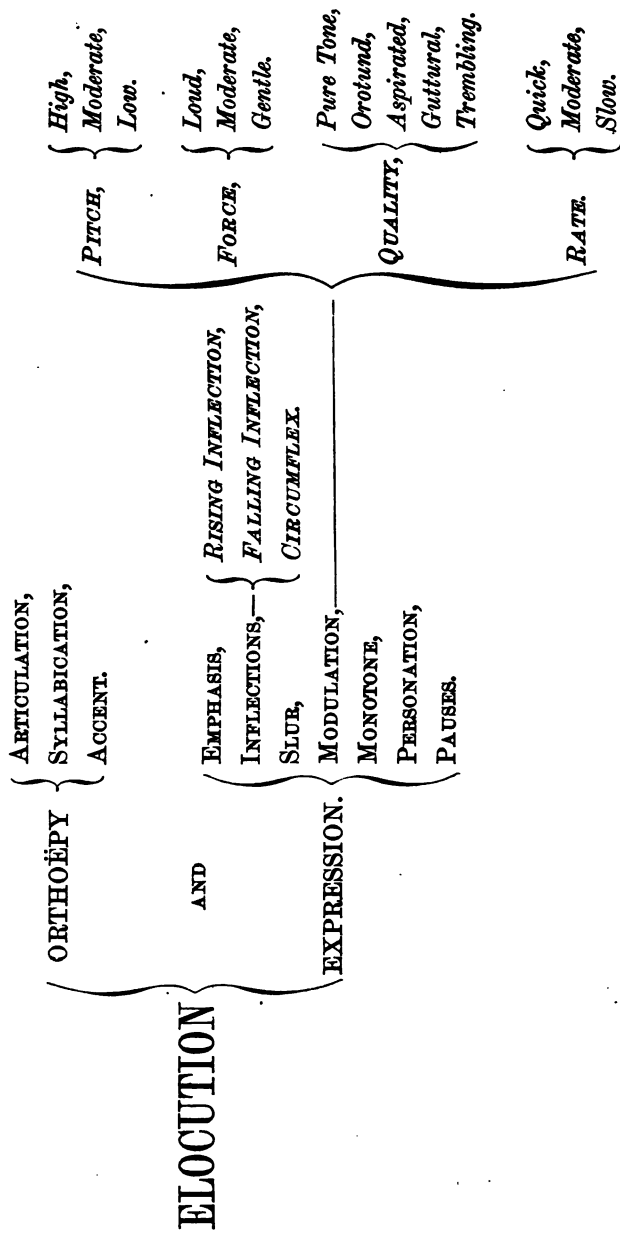 ELOCUTION
ORTHOËPY
AND
EXPRESSION.
ARTICULATION,
SYLLABICATION,
ACCENT.
EMPHASIS,
INFLECTIONS,—
SLUR,
MODULATION,—
MONOTONE,
PERSONATION,
PAUSES.
RISING INFLECTION,
FALLING INFLECTION,
CIRCUMFLEX.
PITCH,
FORCE,
QUALITY,
RATE.
High,
Moderate,
Low.
Loud,
Moderate,
Gentle.
Pure Tone,
Orotund,
Aspirated,
Guttural,
Trembling.
Quick,
Moderate,
Slow.